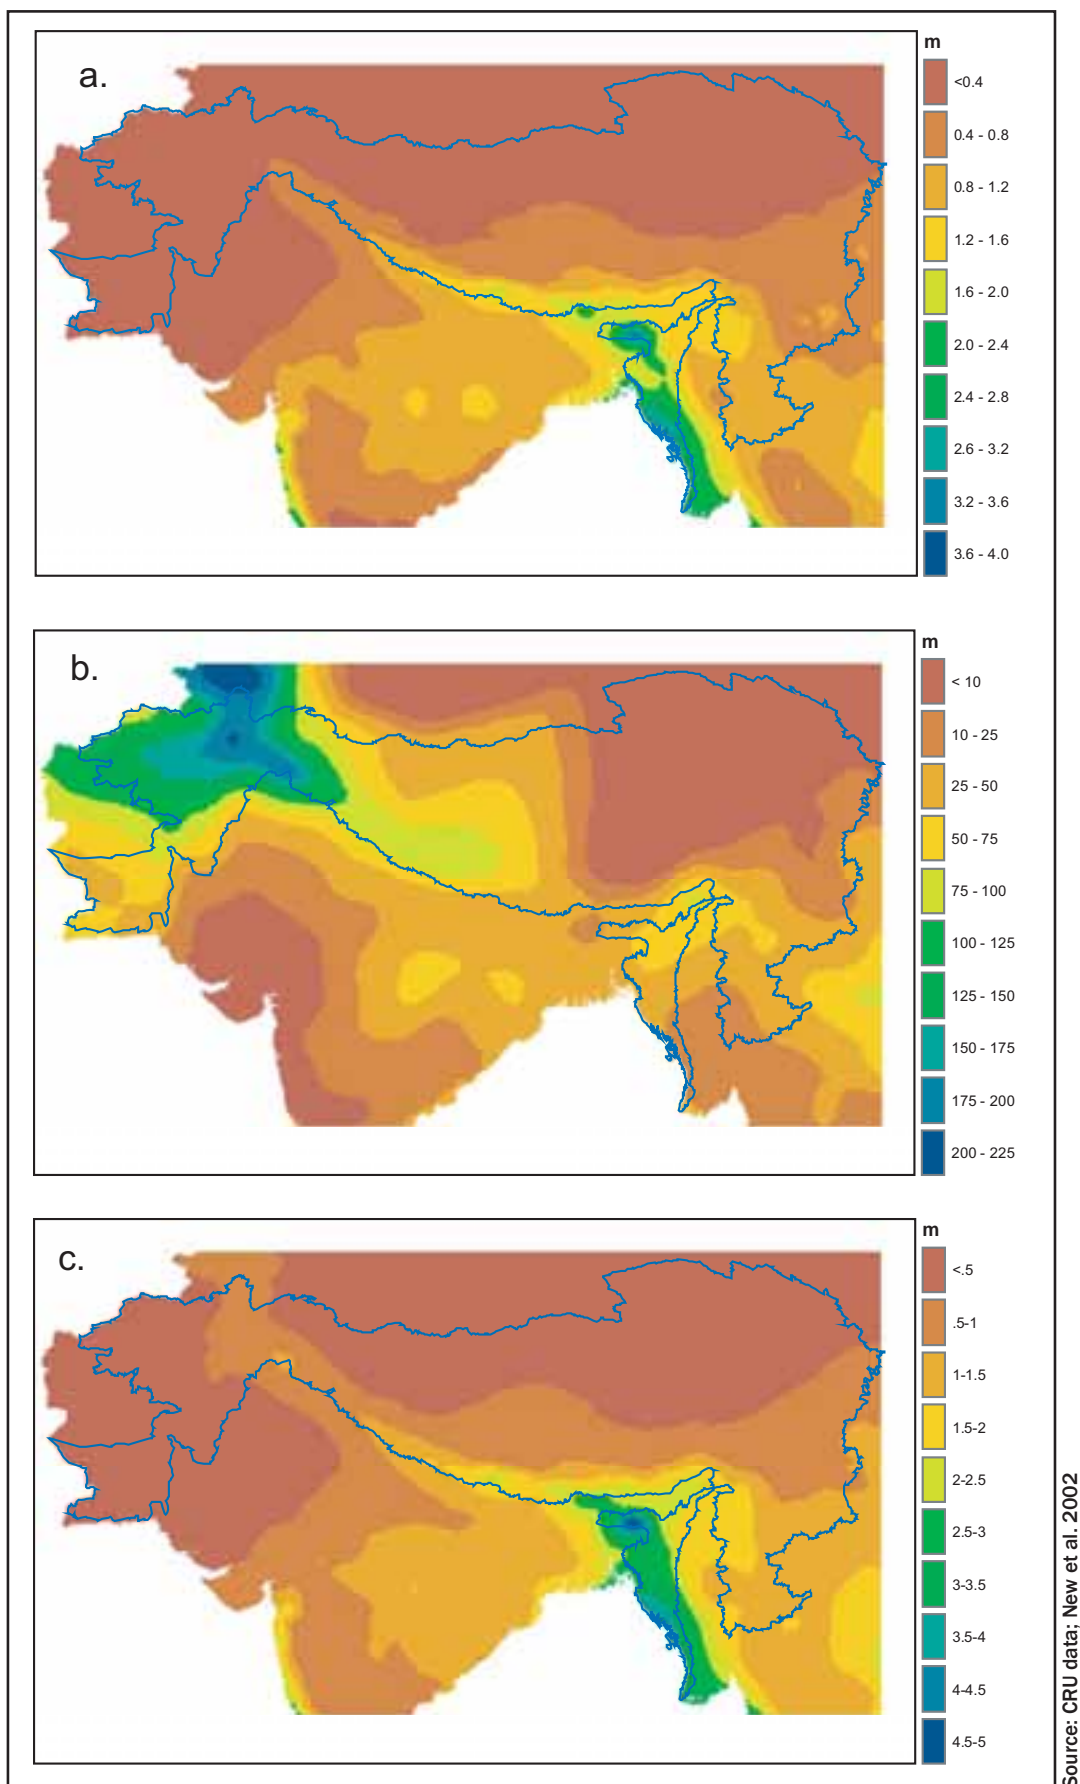 a.
m
<0.4
0.4 - 0.8
0.8 - 1.2
1.2 - 1.6
1.6 - 2.0
2.0 - 2.4
2.4 - 2.8
2.6 - 3.2
3.2 - 3.6
3.6 - 4.0
b.
m
< 10
10 - 25
25 - 50
50 - 75
75 - 100
100 - 125
125 - 150
150 - 175
175 - 200
200 - 225
c.
m
<.5
.5-1
1-1.5
1.5-2
2-2.5
2.5-3
3-3.5
3.5-4
4-4.5
4.5-5
Source: CRU data; New et al. 2002